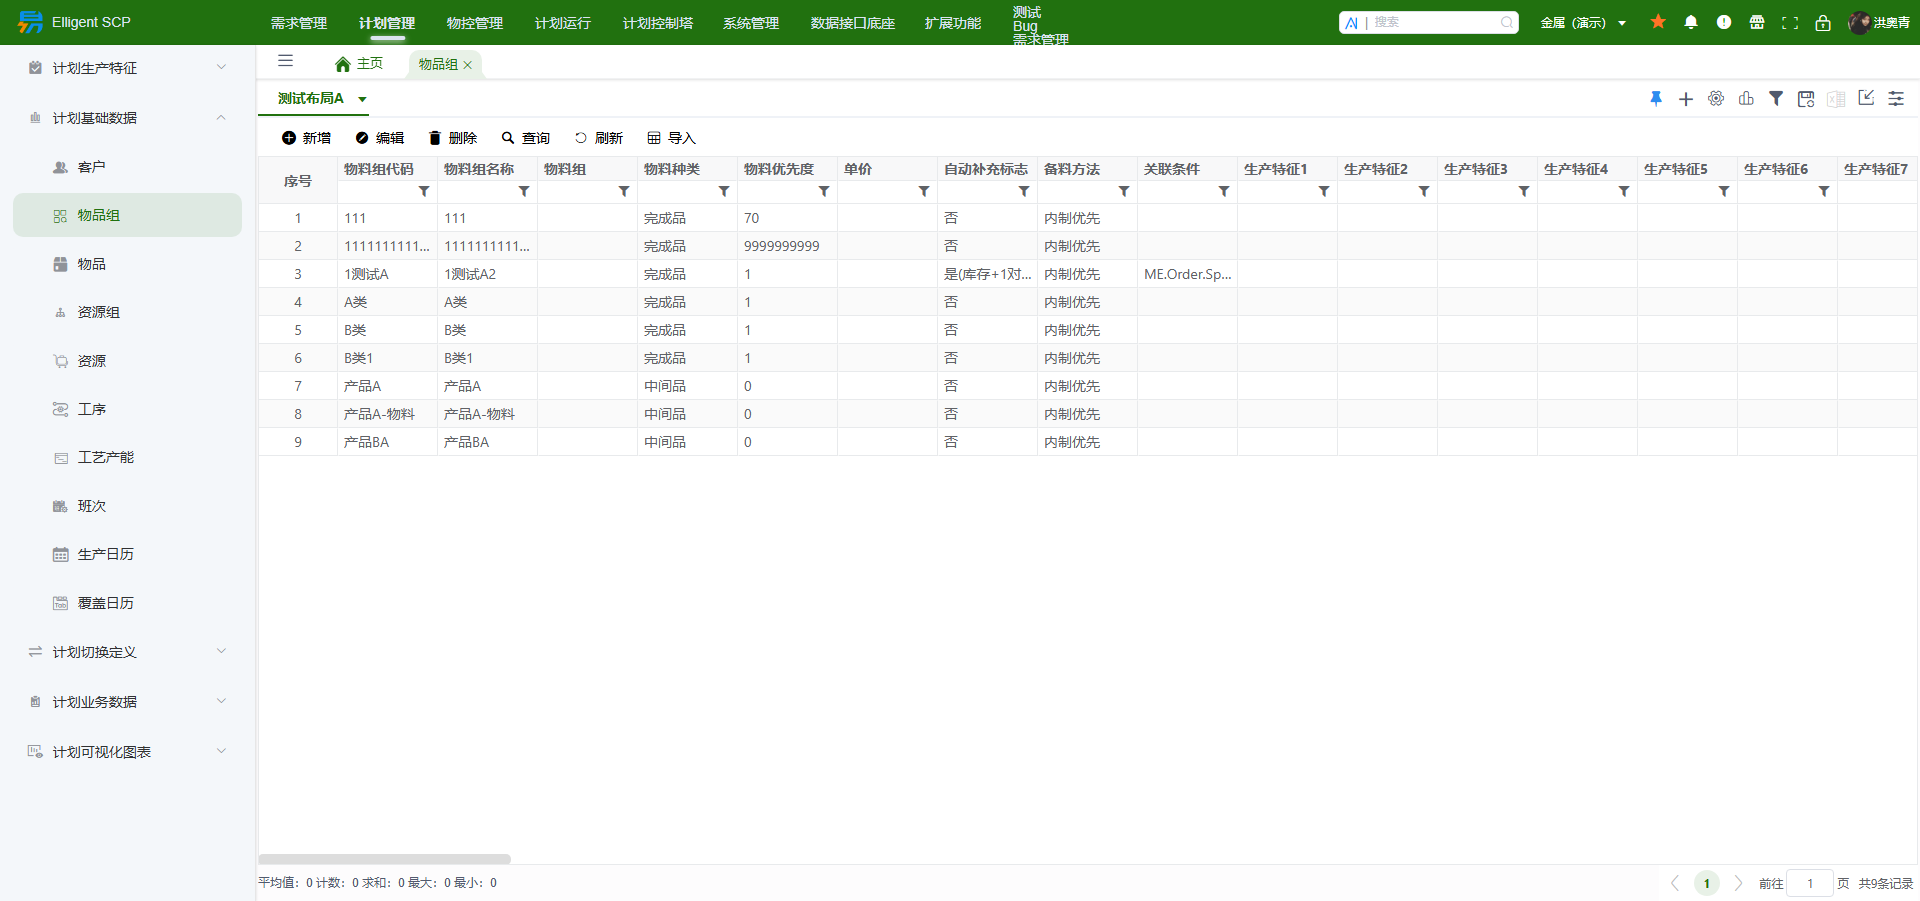 Elligent SCP
需求管理 计划管理 物控管理 计划运行 计划控制塔 系统管理 数据接口底座 扩展功能
测试
Bug
需求管理
AI | 搜索
金属（演示）
洪奥青
计划生产特征
计划基础数据
客户
物品组
物品
资源组
资源
工序
工艺产能
班次
生产日历
覆盖日历
计划切换定义
计划业务数据
计划可视化图表
主页 物品组
测试布局A
新增 编辑 删除 查询 刷新 导入
序号 物料组代码 物料组名称 物料组 物料种类 物料优先度 单价 自动补充标志 备料方法 关联条件 生产特征1 生产特征2 生产特征3 生产特征4 生产特征5 生产特征6 生产特征7
1 111 111 完成品 70 否 内制优先
2 1111111111... 1111111111... 完成品 9999999999 否 内制优先
3 1测试A 1测试A2 完成品 1 是(库存+1对... 内制优先 ME.Order.Sp...
4 A类 A类 完成品 1 否 内制优先
5 B类 B类 完成品 1 否 内制优先
6 B类1 B类1 完成品 1 否 内制优先
7 产品A 产品A 中间品 0 否 内制优先
8 产品A-物料 产品A-物料 中间品 0 否 内制优先
9 产品BA 产品BA 中间品 0 否 内制优先
平均值：0 计数：0 求和：0 最大：0 最小：0
1 前往 1 页 共9条记录